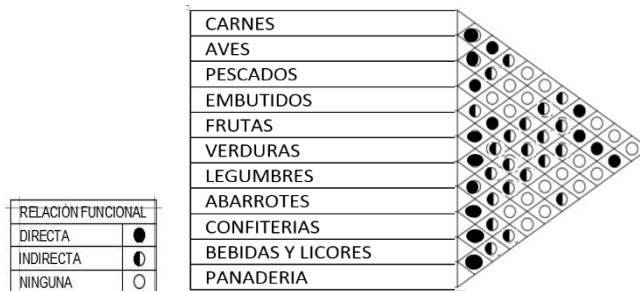 CARNES
AVES
PESCADOS
EMBUTIDOS
FRUTAS
VERDURAS
LEGUMBRES
ABARROTES
CONFITERIAS
BEBIDAS Y LICORES
PANADERIA
RELACIÓN FUNCIONAL
DIRECTA
INDIRECTA
NINGUNA